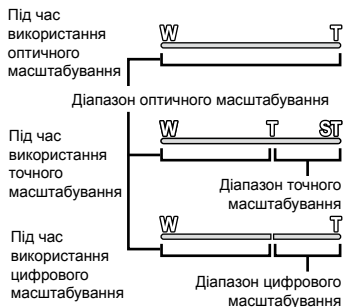 Під час
використання
оптичного
масштабування
W T
Діапазон оптичного масштабування
Під час
використання
точного
масштабування
W T ST
Діапазон точного
масштабування
Під час
використання
цифрового
масштабування
W T
Діапазон цифрового
масштабування